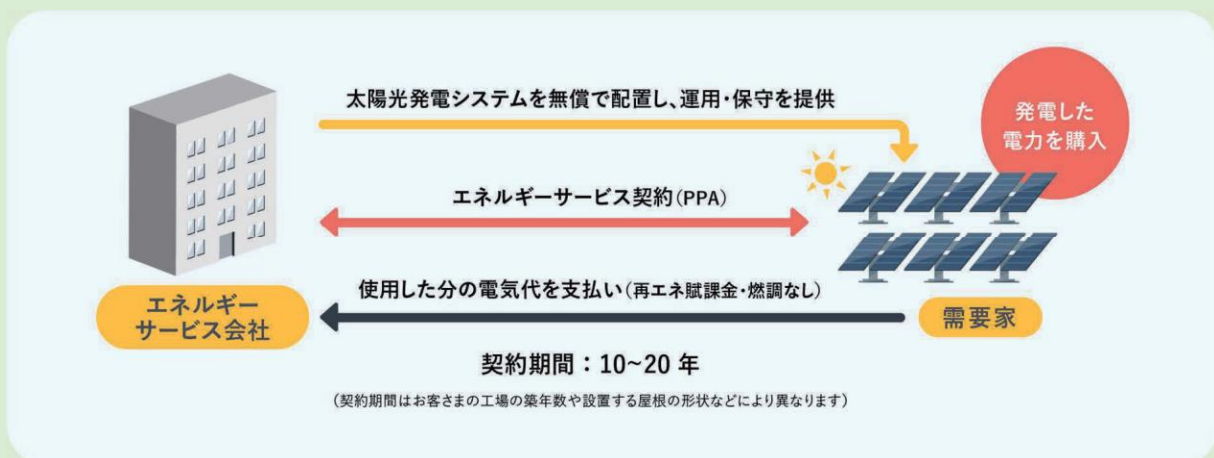 太陽光発電システムを無償で配置し、運用・保守を提供
発電した
電力を購入
エネルギーサービス契約(PPA)
使用した分の電気代を支払い(再エネ賦課金・燃調なし)
エネルギー
サービス会社
需要家
契約期間:10~20 年
(契約期間はお客さまの工場の築年数や設置する屋根の形状などにより異なります)